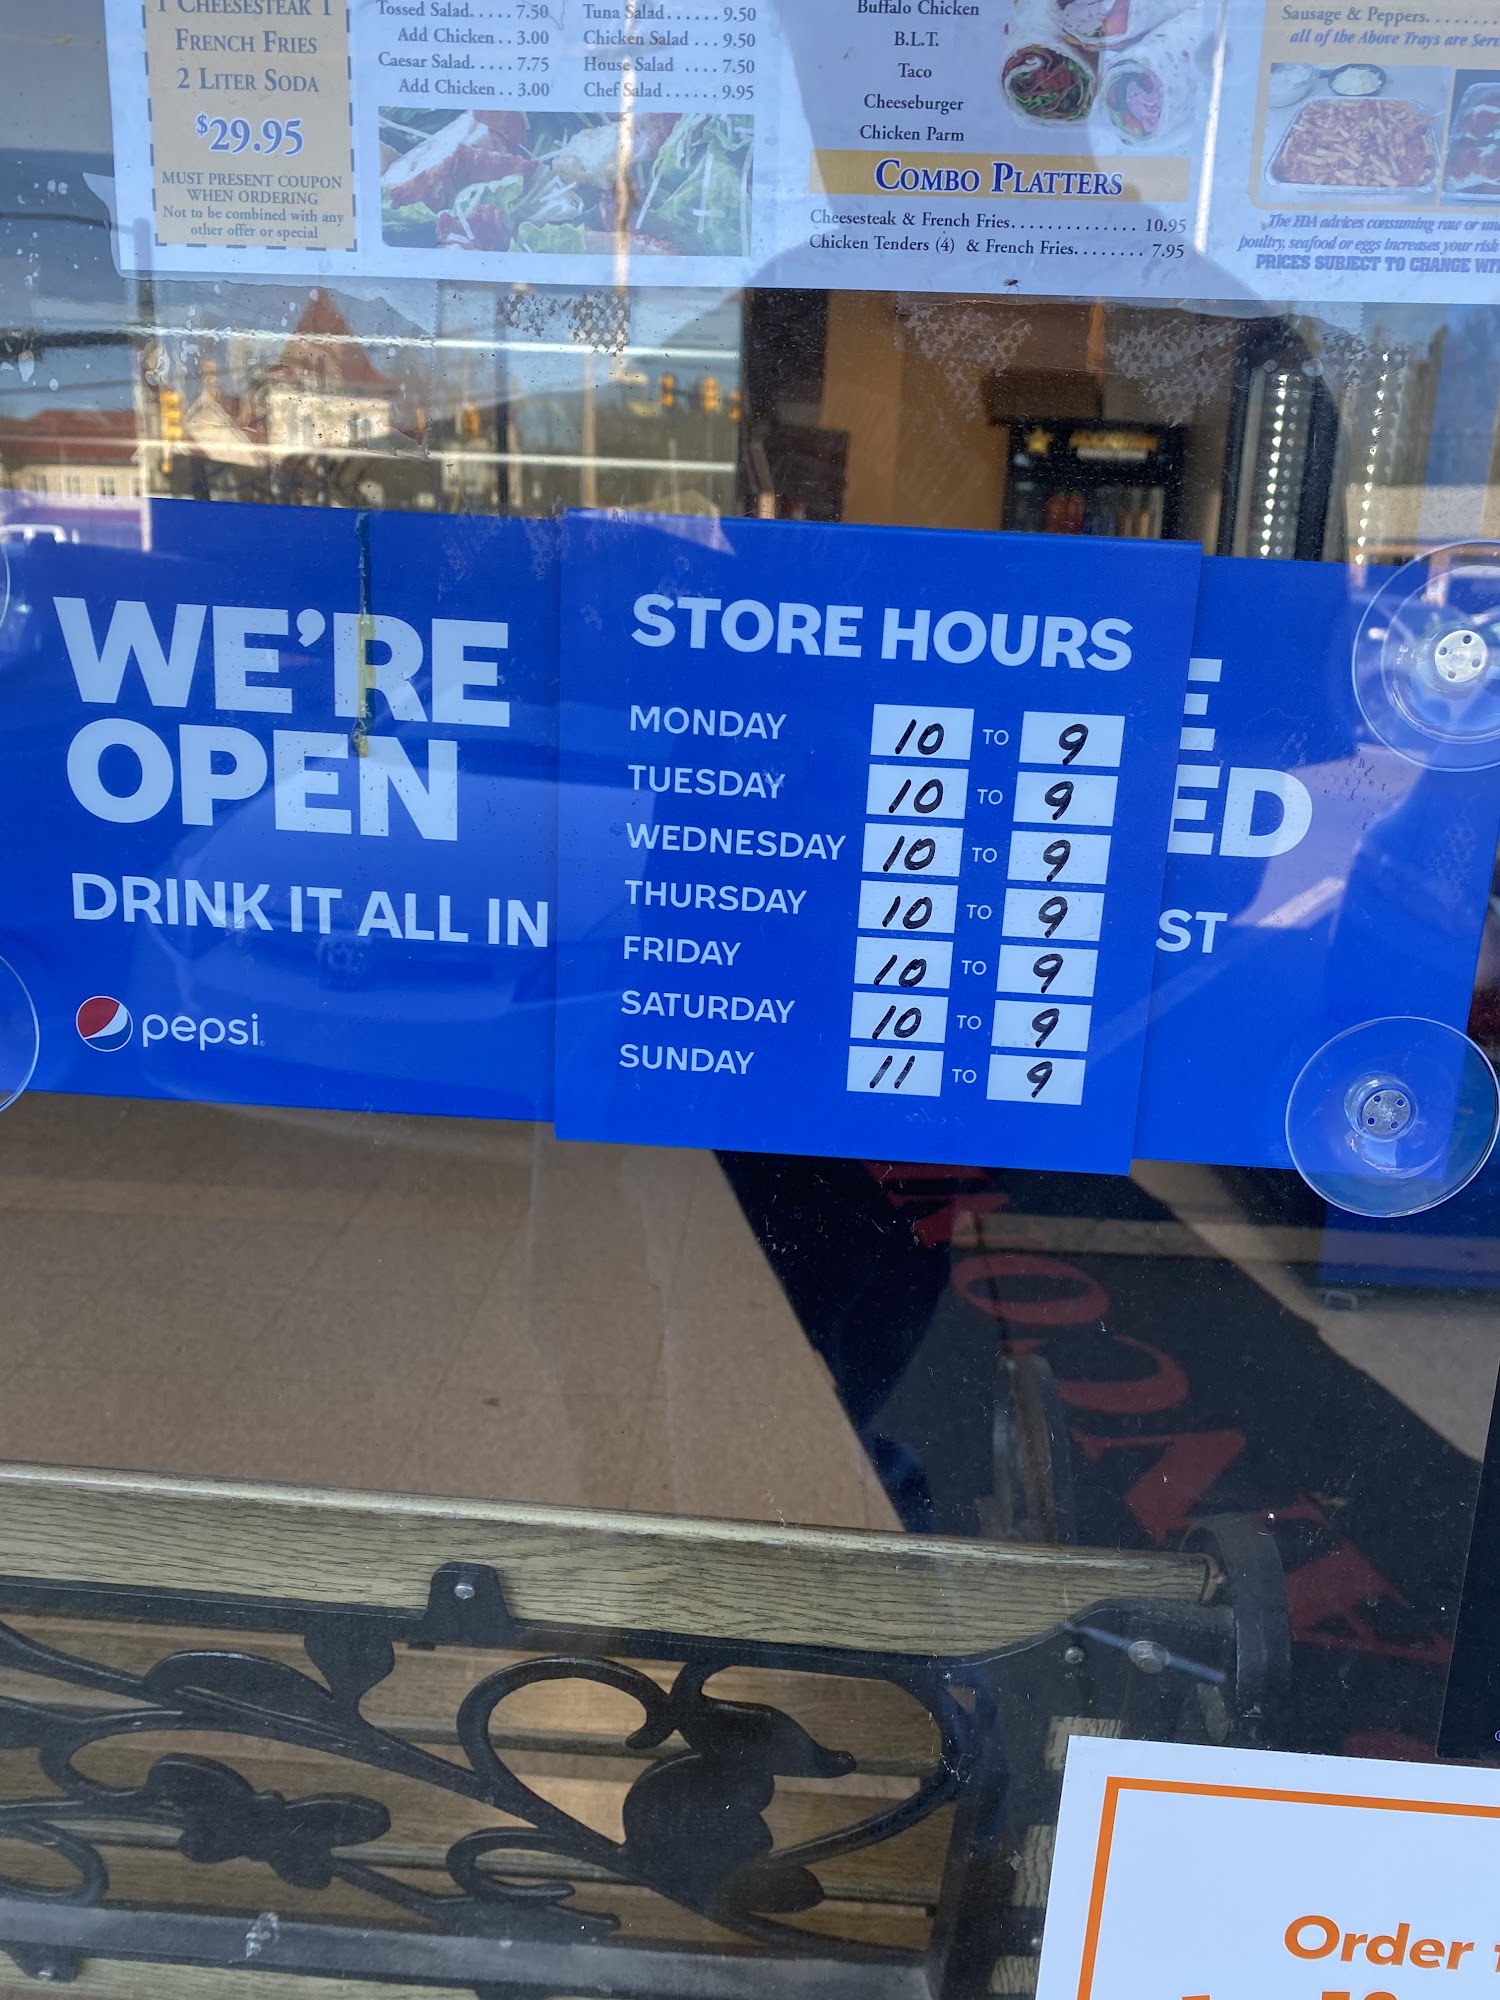 1 CHEESESTEAK 1
FRENCH FRIES
2 LITER SODA
$29.95
MUST PRESENT COUPON
WHEN ORDERING
Not to be combined with any
other offer or special
Tossed Salad.....7.50
Add Chicken..3.00
Caesar Salad.....7.75
Add Chicken..3.00
Tuna Salad......9.50
Chicken Salad...9.50
House Salad ....7.50
Chef Salad......9.95
Buffalo Chicken
B.L.T.
Taco
Cheeseburger
Chicken Parm
COMBO PLATTERS
Cheesesteak & French Fries.............. 10.95
Chicken Tenders (4) & French Fries........ 7.95
Sausage & Peppers........
all of the Above Trays are
The FDA advices consuming raw or
poultry, seafood or eggs increases your risk
PRICES SUBJECT TO CHANGE
WE'RE
OPEN
DRINK IT ALL IN
pepsi
STORE HOURS
MONDAY 10 TO 9
TUESDAY 10 TO 9
WEDNESDAY 10 TO 9
THURSDAY 10 TO 9
FRIDAY 10 TO 9
SATURDAY 10 TO 9
SUNDAY 11 TO 9
E
ED
ST
Order